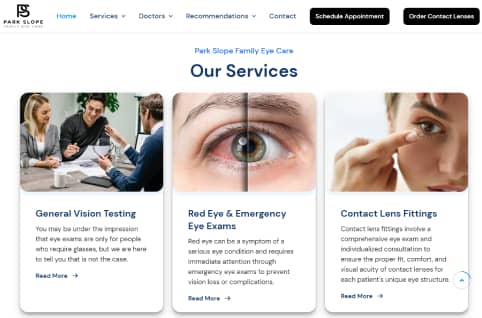 PS
PARK SLOPE
FAMILY EYE CARE
Home
Services
Doctors
Recommendations
Contact
Schedule Appointment
Order Contact Lenses
Park Slope Family Eye Care
Our Services
General Vision Testing
You may be under the impression
that eye exams are only for people
who require glasses, but we are here
to tell you that is not the case.
Read More
Red Eye & Emergency
Eye Exams
Red eye can be a symptom of a
serious eye condition and requires
immediate attention through
emergency eye exams to prevent
vision loss or complications.
Read More
Contact Lens Fittings
Contact lens fittings involve a
comprehensive eye exam and
individualized consultation to
ensure the proper fit, comfort, and
visual acuity of contact lenses for
each patient's unique eye structure.
Read More